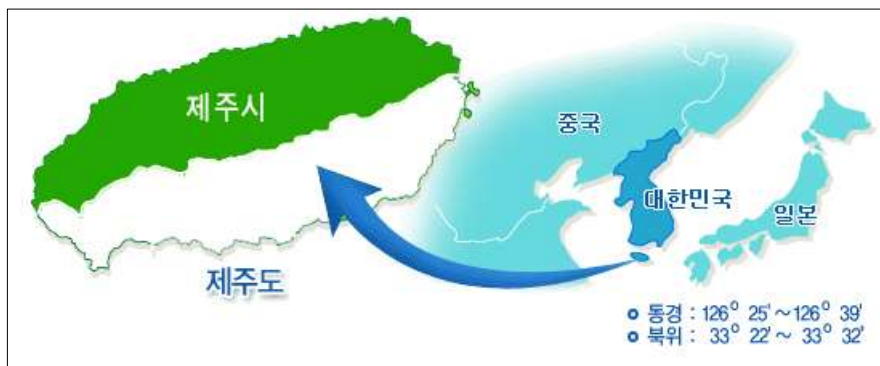 제주시
제주도
중국
대한민국
일본
동경 : 126° 25' ~ 126° 39'
북위 : 33° 22' ~ 33° 32'